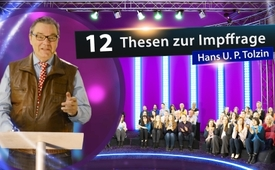 12 Thesen zur Impffrage
Hans U. P. Tolzin